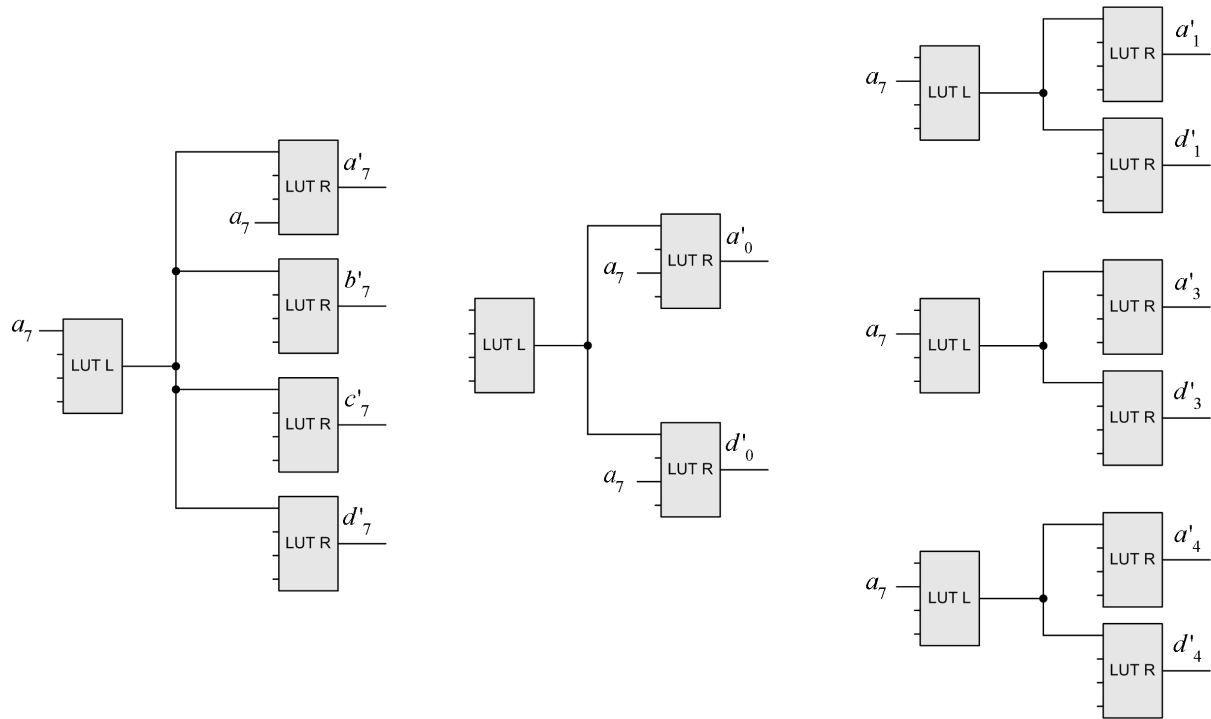 a7
LUT L
LUT R
a'7
a7
LUT R
b'7
LUT R
c'7
LUT R
d'7
LUT L
a7
LUT R
a'0
a7
LUT R
d'0
a7
LUT L
LUT R
a'1
LUT R
d'1
a7
LUT L
LUT R
a'3
LUT R
d'3
a7
LUT L
LUT R
a'4
LUT R
d'4